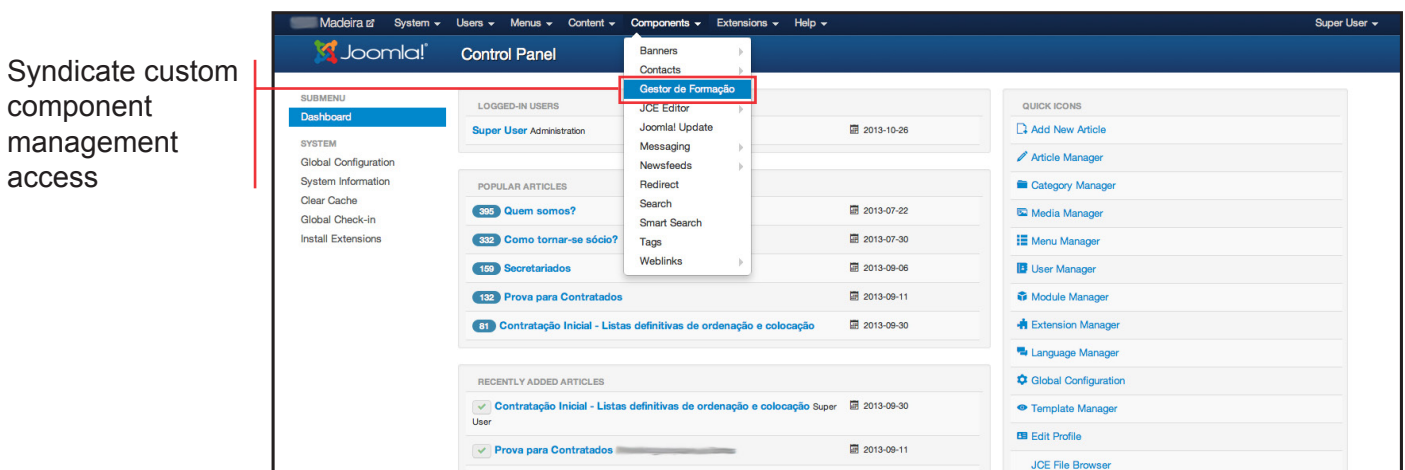 Syndicate custom
component
management
access
Madeira System Users Menus Content Components Extensions Help Super User
Joomla! Control Panel
Banners
Contacts
Gestor de Formação
JCE Editor
Joomla! Update
Messaging
Newsfeeds
Redirect
Search
Smart Search
Tags
Weblinks
SUBMENU
Dashboard
SYSTEM
Global Configuration
System Information
Clear Cache
Global Check-in
Install Extensions
LOGGED-IN USERS
Super User Administration 2013-10-26
POPULAR ARTICLES
395 Quem somos? 2013-07-22
332 Como tornar-se sócio? 2013-07-30
159 Secretariados 2013-09-06
132 Prova para Contratados 2013-09-11
81 Contratação Inicial - Listas definitivas de ordenação e colocação 2013-09-30
RECENTLY ADDED ARTICLES
Contratação Inicial - Listas definitivas de ordenação e colocação Super 2013-09-30
User
Prova para Contratados 2013-09-11
QUICK ICONS
Add New Article
Article Manager
Category Manager
Media Manager
Menu Manager
User Manager
Module Manager
Extension Manager
Language Manager
Global Configuration
Template Manager
Edit Profile
JCE File Browser